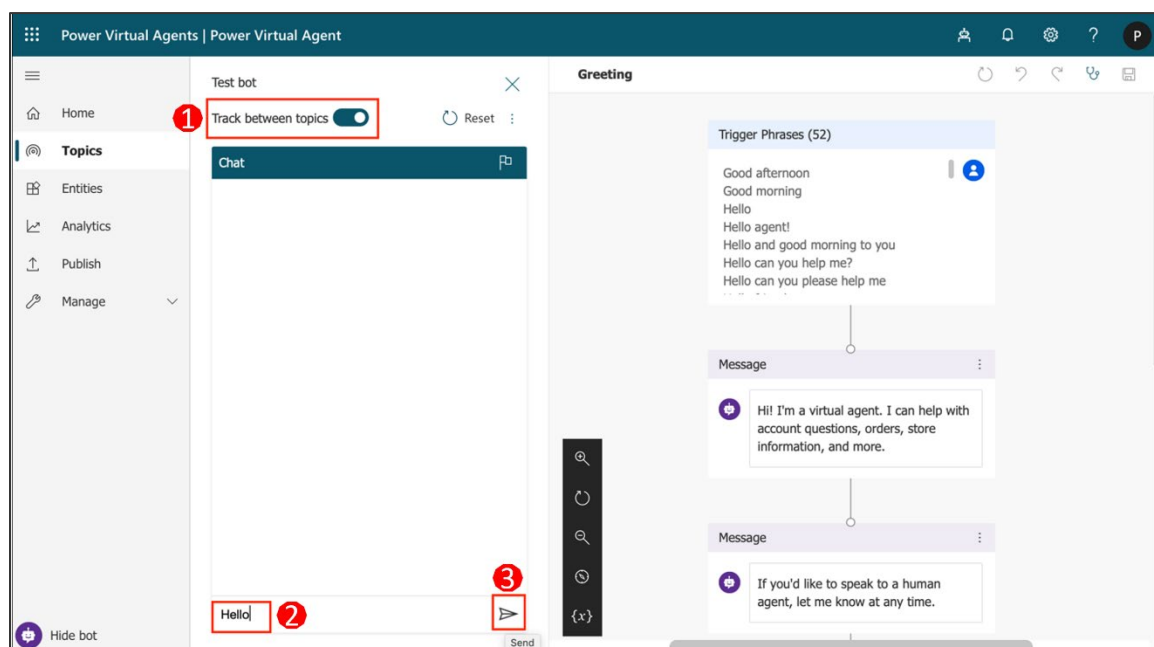 Power Virtual Agents | Power Virtual Agent
?
P
Home
Topics
Entities
Analytics
Publish
Manage
Hide bot
Test bot
1
Track between topics
Reset
Chat
3
Hello
2
Send
Greeting
{x}
Trigger Phrases (52)
Good afternoon
Good morning
Hello
Hello agent!
Hello and good morning to you
Hello can you help me?
Hello can you please help me
Message
Hi! I'm a virtual agent. I can help with
account questions, orders, store
information, and more.
Message
If you'd like to speak to a human
agent, let me know at any time.